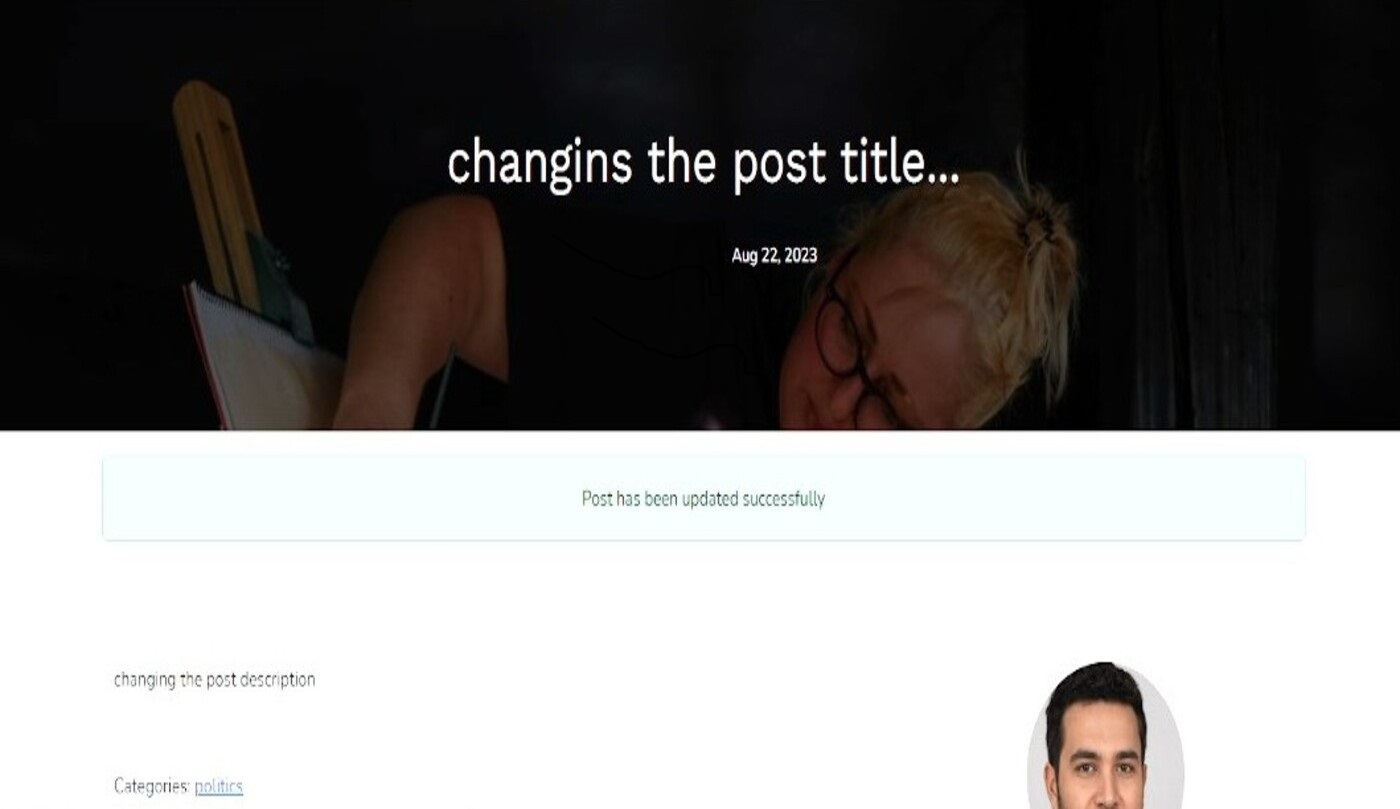 changins the post title...
Aug 22, 2023
Post has been updated successfully
changing the post description
Categories: politics